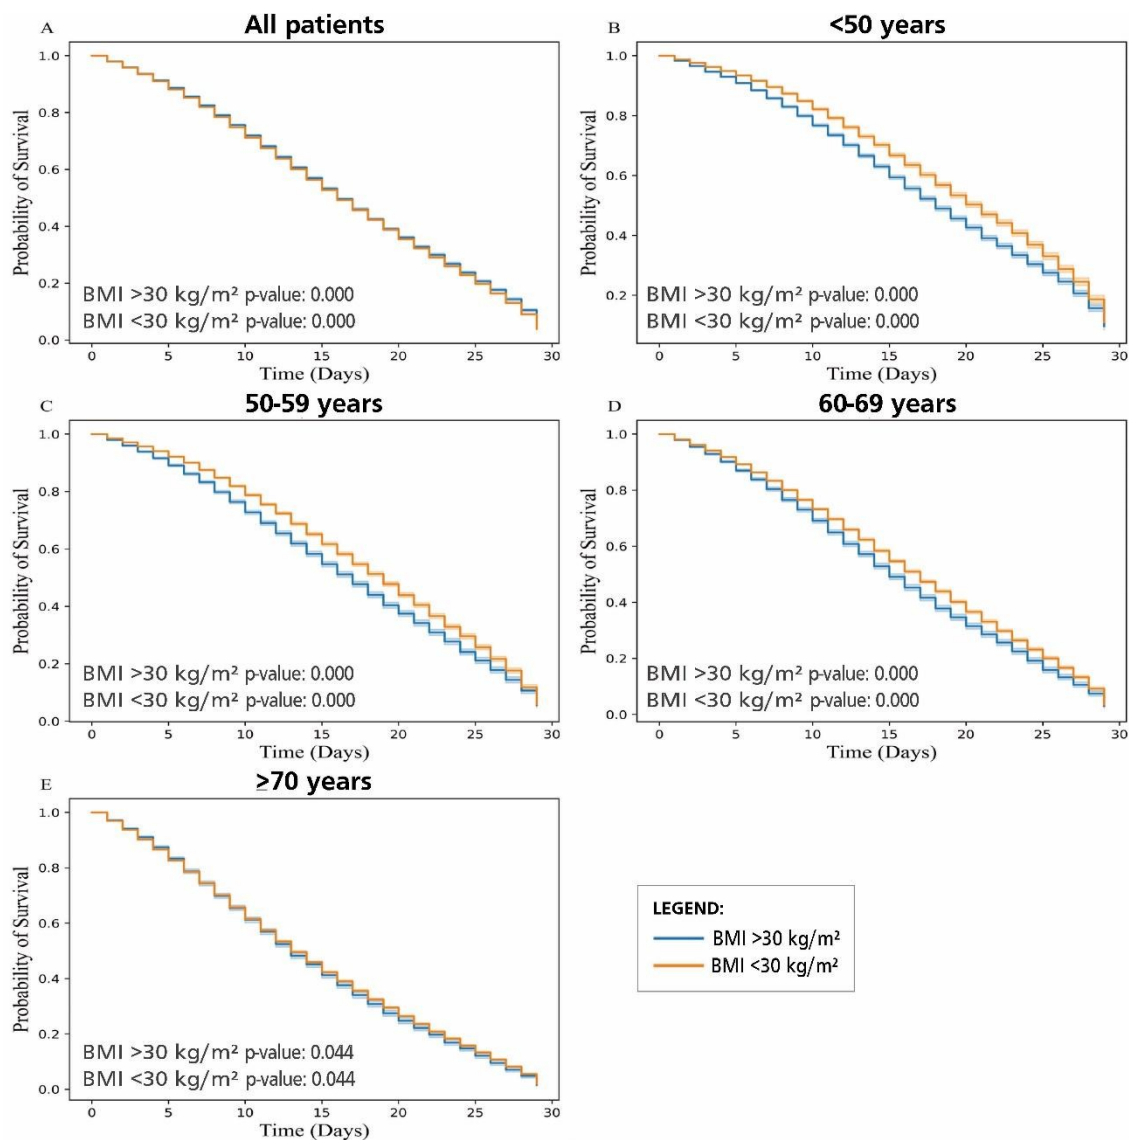 A
All patients
Probability of Survival
1.0
0.8
0.6
0.4
0.2
0.0
BMI >30 kg/m² p-value: 0.000
BMI <30 kg/m² p-value: 0.000
0 5 10 15 20 25 30
Time (Days)
B
<50 years
Probability of Survival
1.0
0.8
0.6
0.4
0.2
BMI >30 kg/m² p-value: 0.000
BMI <30 kg/m² p-value: 0.000
0 5 10 15 20 25 30
Time (Days)
C
50-59 years
Probability of Survival
1.0
0.8
0.6
0.4
0.2
0.0
BMI >30 kg/m² p-value: 0.000
BMI <30 kg/m² p-value: 0.000
0 5 10 15 20 25 30
Time (Days)
D
60-69 years
Probability of Survival
1.0
0.8
0.6
0.4
0.2
0.0
BMI >30 kg/m² p-value: 0.000
BMI <30 kg/m² p-value: 0.000
0 5 10 15 20 25 30
Time (Days)
E
≥70 years
Probability of Survival
1.0
0.8
0.6
0.4
0.2
0.0
BMI >30 kg/m² p-value: 0.044
BMI <30 kg/m² p-value: 0.044
0 5 10 15 20 25 30
Time (Days)
LEGEND:
BMI >30 kg/m²
BMI <30 kg/m²